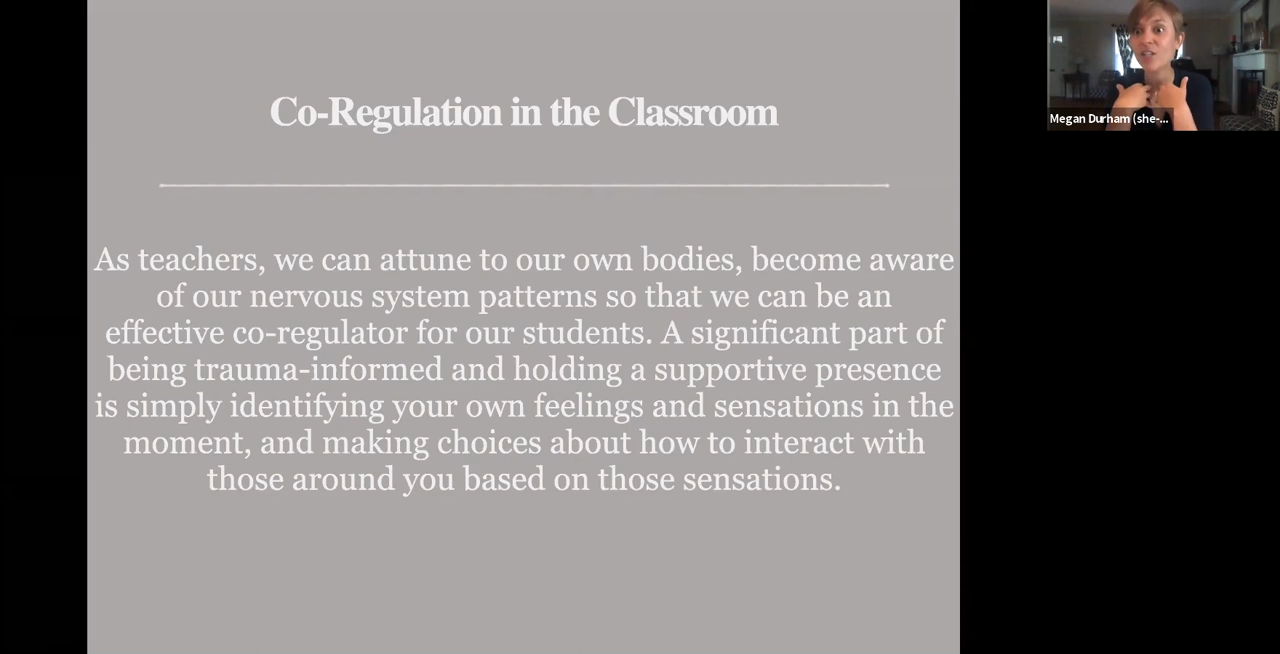 Co-Regulation in the Classroom
As teachers, we can attune to our own bodies, become aware
of our nervous system patterns so that we can be an
effective co-regulator for our students. A significant part of
being trauma-informed and holding a supportive presence
is simply identifying your own feelings and sensations in the
moment, and making choices about how to interact with
those around you based on those sensations.
Megan Durham (she-...